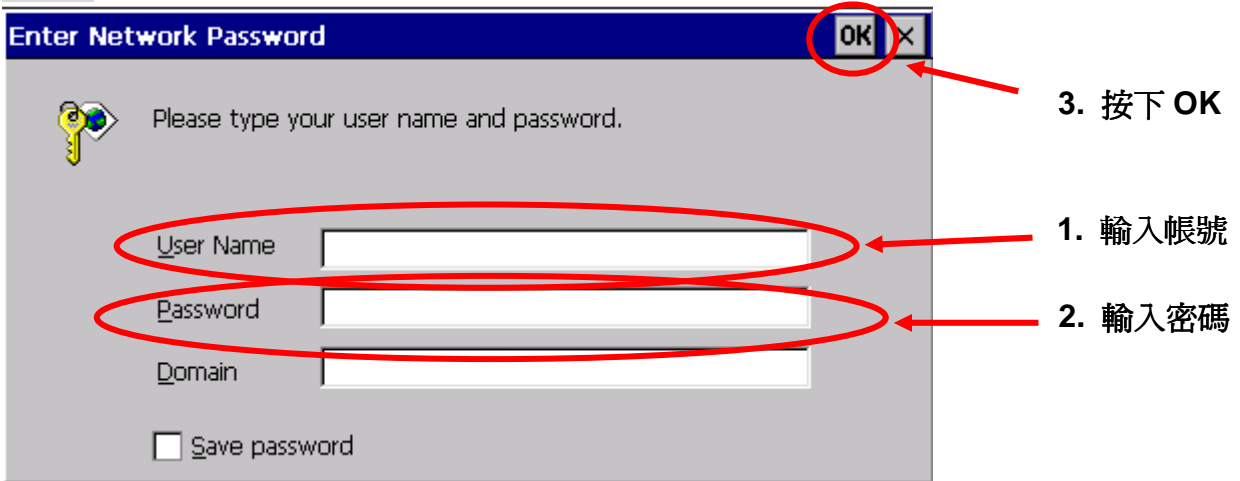 Enter Network Password OK ×
3. 按下 OK
Please type your user name and password.
User Name
1. 輸入帳號
Password
2. 輸入密碼
Domain
Save password